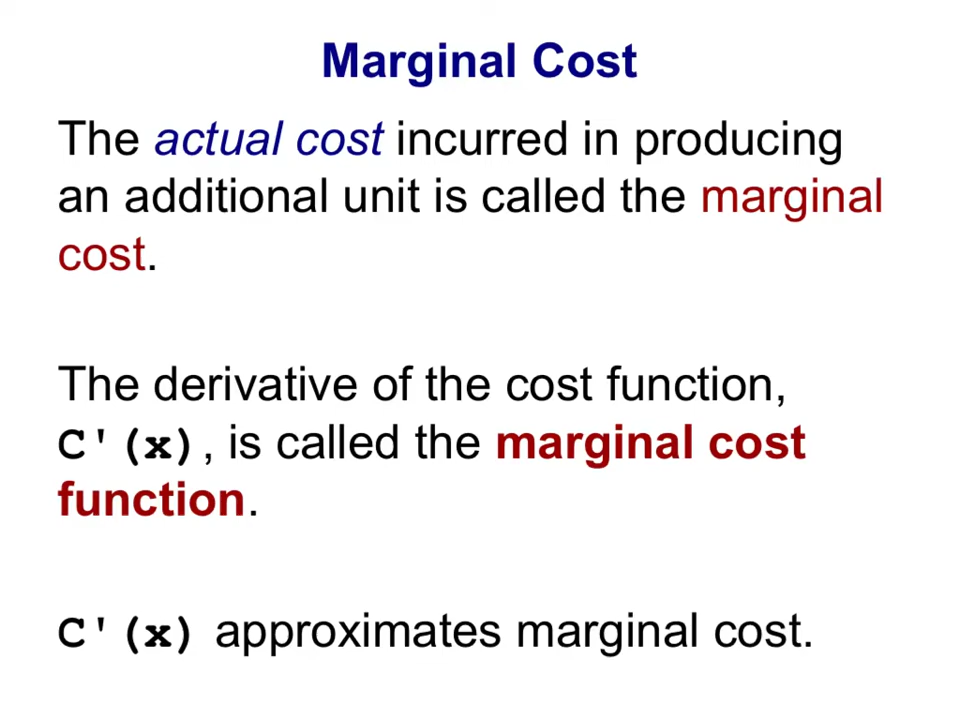 Marginal Cost
The actual cost incurred in producing
an additional unit is called the marginal
cost.
The derivative of the cost function,
C'(x), is called the marginal cost
function.
C'(x) approximates marginal cost.